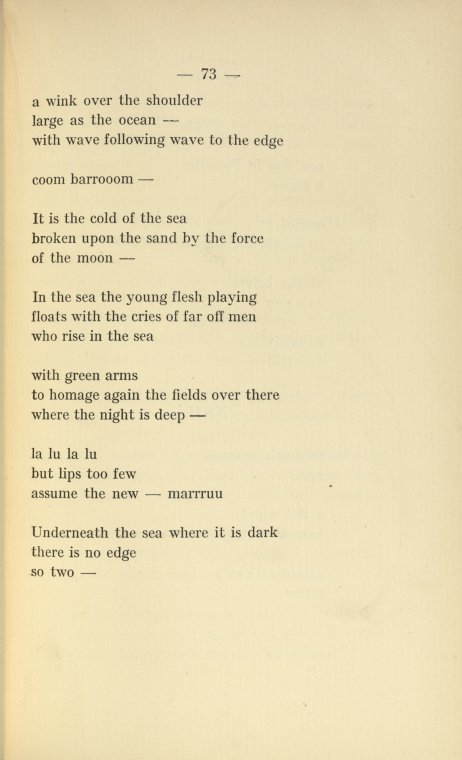 — 73 —
a wink over the shoulder
large as the ocean —
with wave following wave to the edge
coom barrooom —
It is the cold of the sea
broken upon the sand by the force
of the moon —
In the sea the young flesh playing
floats with the cries of far off men
who rise in the sea
with green arms
to homage again the fields over there
where the night is deep —
la lu la lu
but lips too few
assume the new — marrruu
Underneath the sea where it is dark
there is no edge
so two —